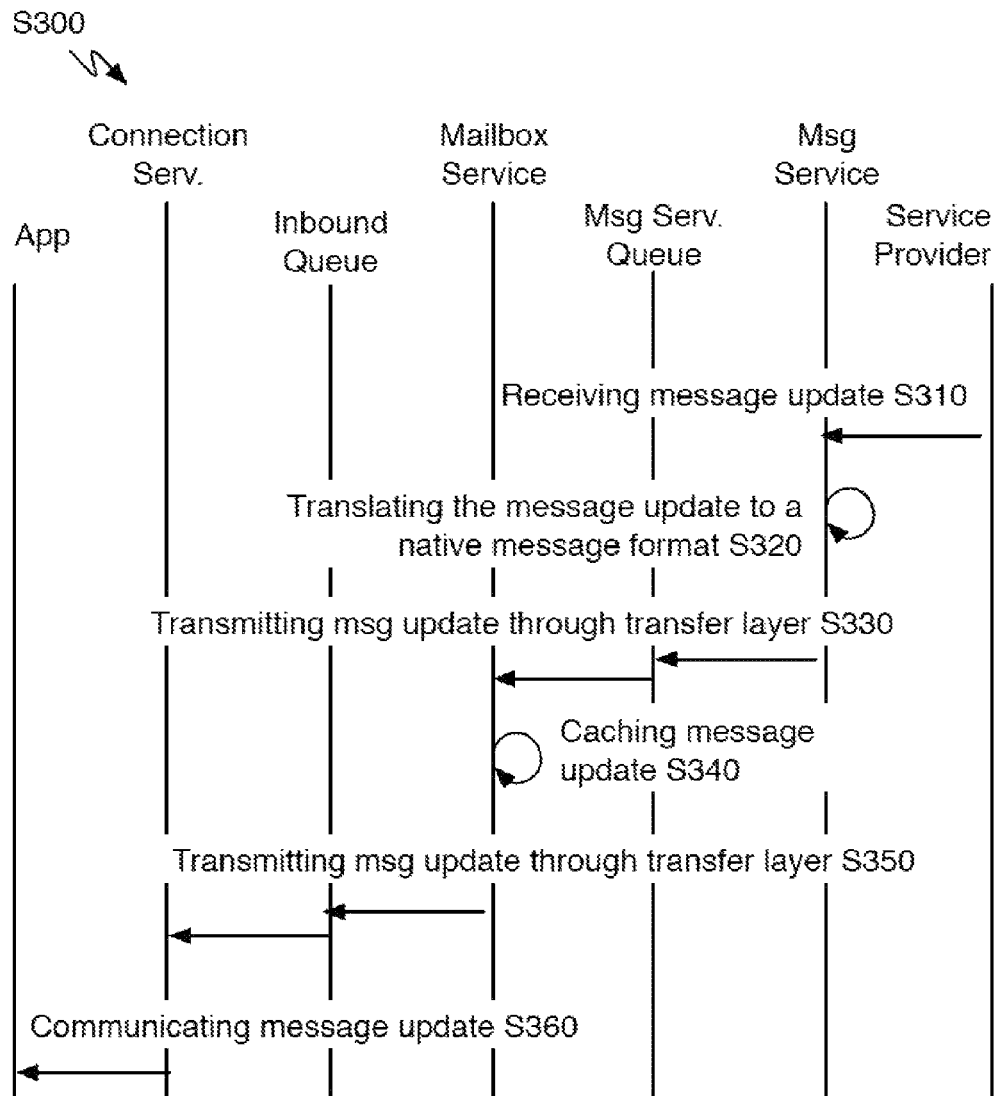 S300
Connection
Serv.
Mailbox
Service
Msg
Service
App
Inbound
Queue
Msg Serv.
Queue
Service
Provider
Receiving message update S310
Translating the message update to a
native message format S320
Transmitting msg update through transfer layer S330
Caching message
update S340
Transmitting msg update through transfer layer S350
Communicating message update S360